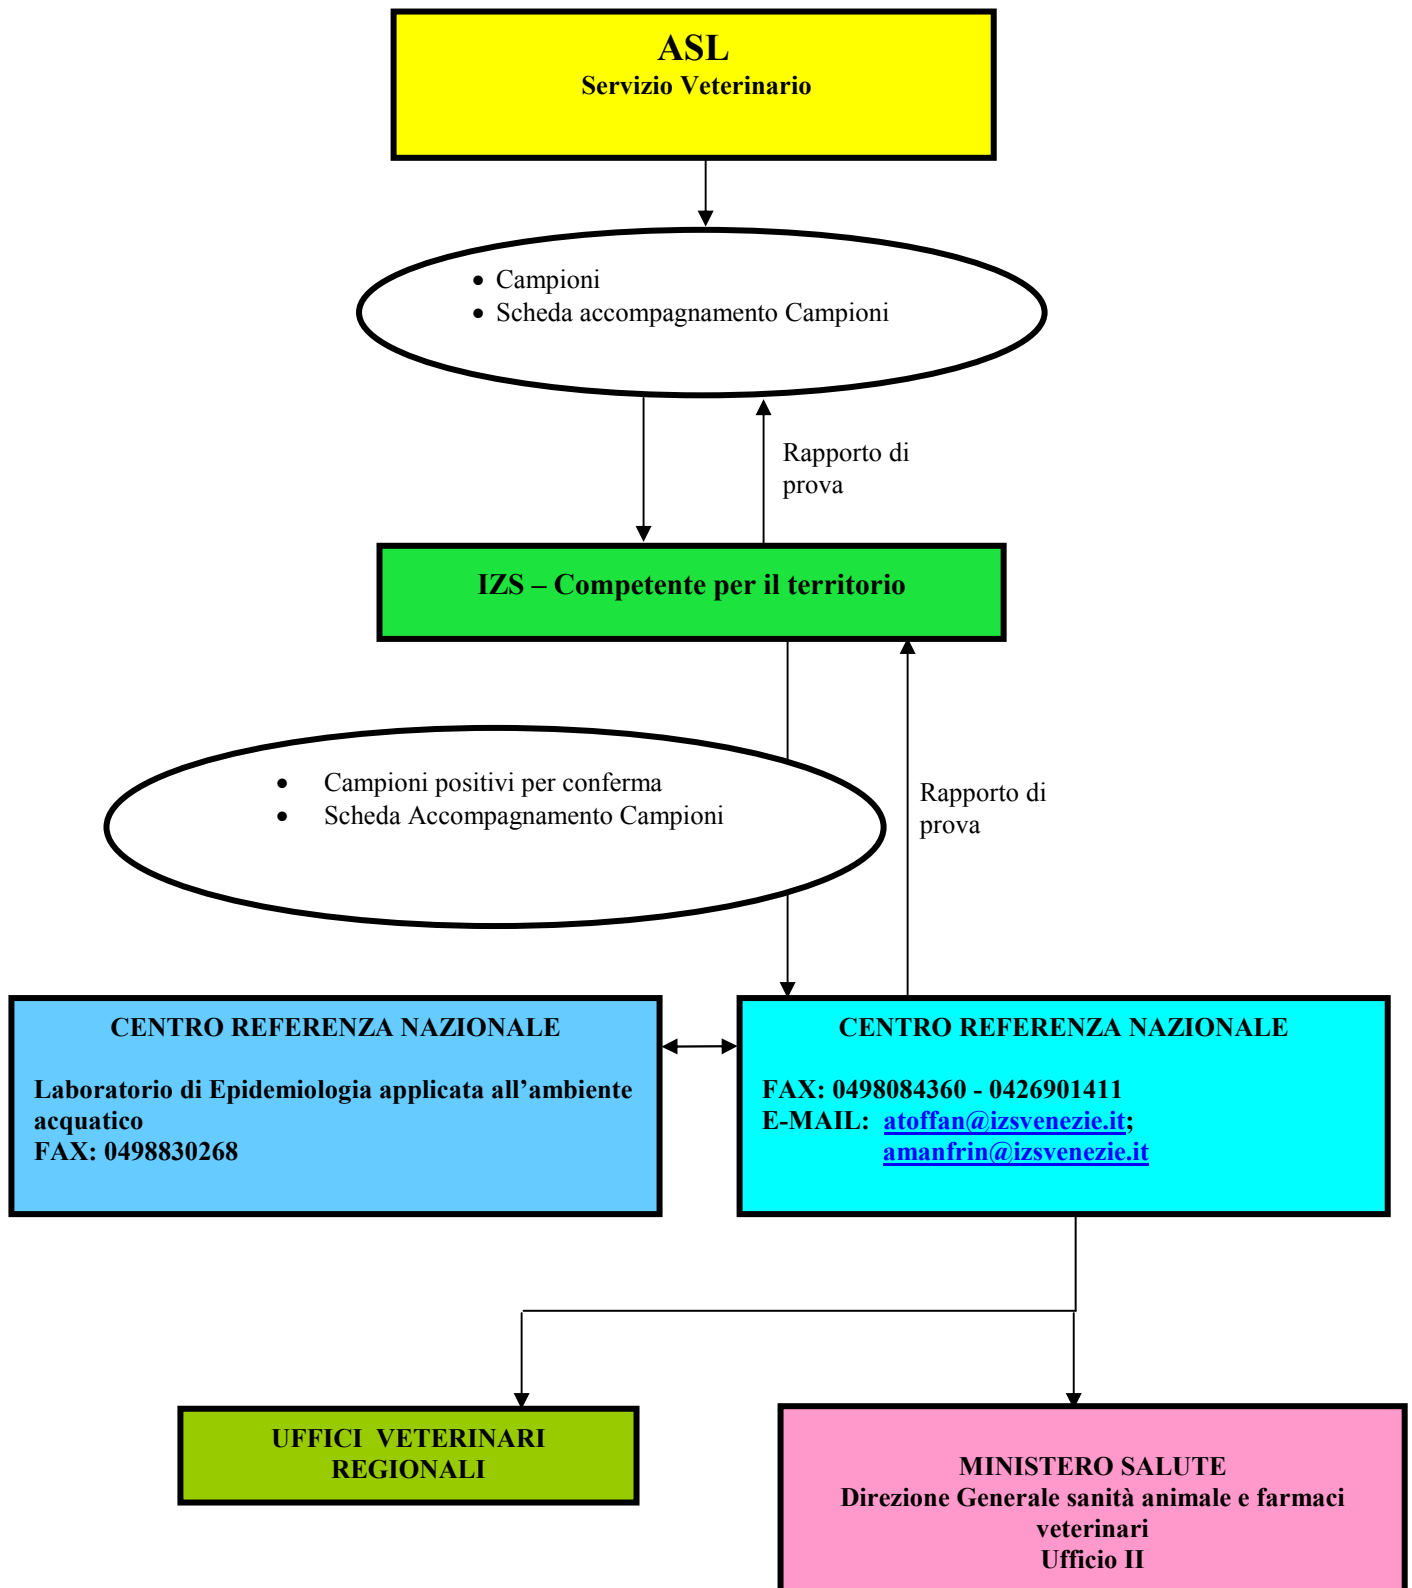 ASL
Servizio Veterinario
• Campioni
• Scheda accompagnamento Campioni
Rapporto di
prova
IZS – Competente per il territorio
• Campioni positivi per conferma
• Scheda Accompagnamento Campioni
Rapporto di
prova
CENTRO REFERENZA NAZIONALE
Laboratorio di Epidemiologia applicata all’ambiente
acquatico
FAX: 0498830268
CENTRO REFERENZA NAZIONALE
FAX: 0498084360 - 0426901411
E-MAIL: atoffan@izsvenezie.it;
amanfrin@izsvenezie.it
UFFICI VETERINARI
REGIONALI
MINISTERO SALUTE
Direzione Generale sanità animale e farmaci
veterinari
Ufficio II